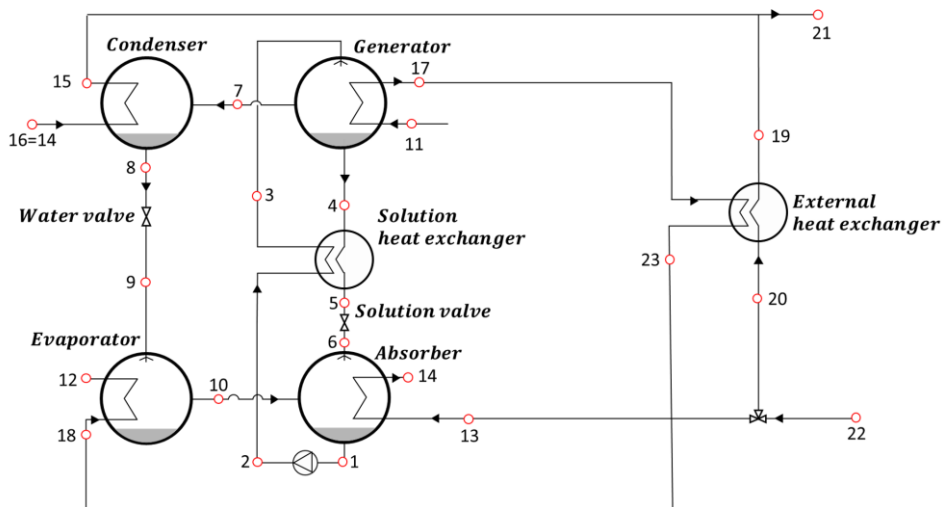 21
Condenser
Generator
15
17
7
16=14
11
19
8
3
4
Water valve
Solution
heat exchanger
External
heat exchanger
23
9
5
20
Solution valve
6
Evaporator
Absorber
12
10
14
18
13
22
2
1